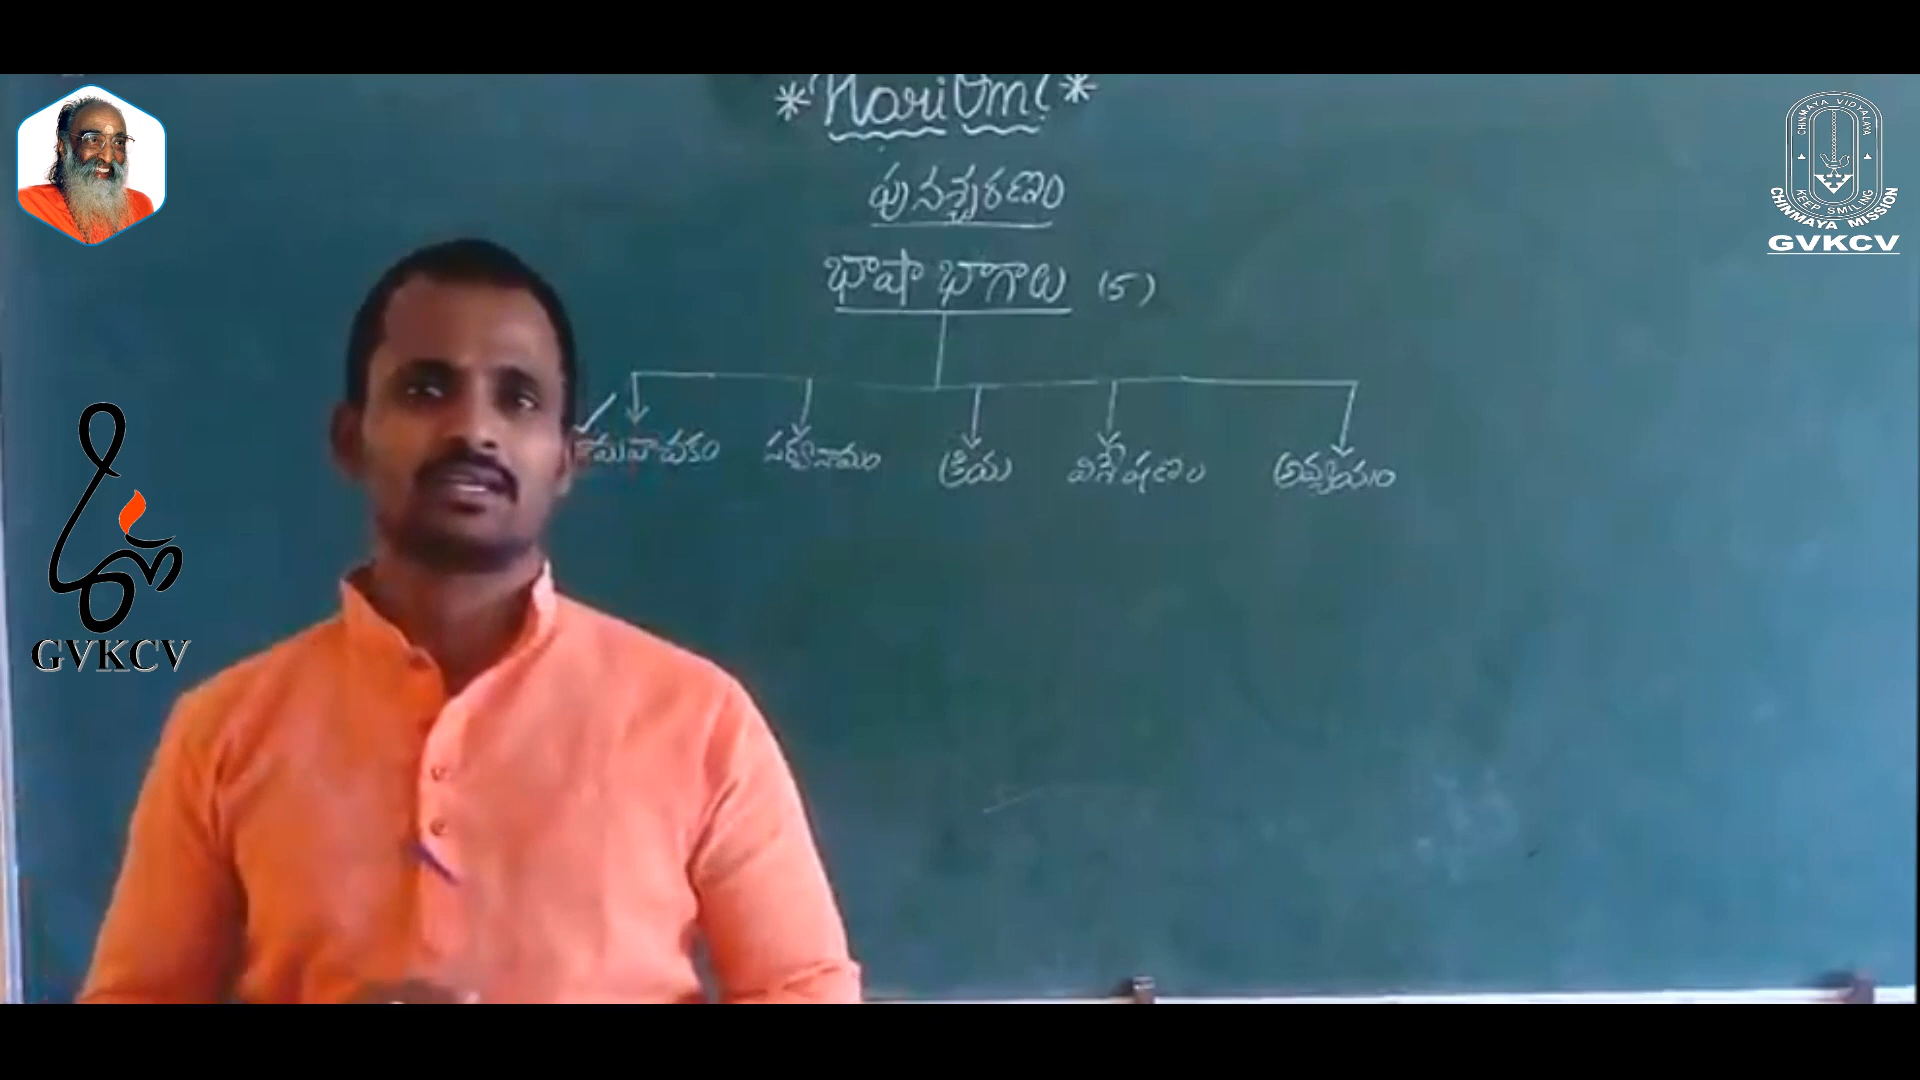 *Hari Om!*
పునశ్చరణం
భాషా భాగాలు (5)
నామవాచకం సర్వనామం క్రియ విశేషణం అవ్యయం
CHINMAYA VIDYALAYA
KEEP SMILING
CHINMAYA MISSION
GVKCV
GVKCV